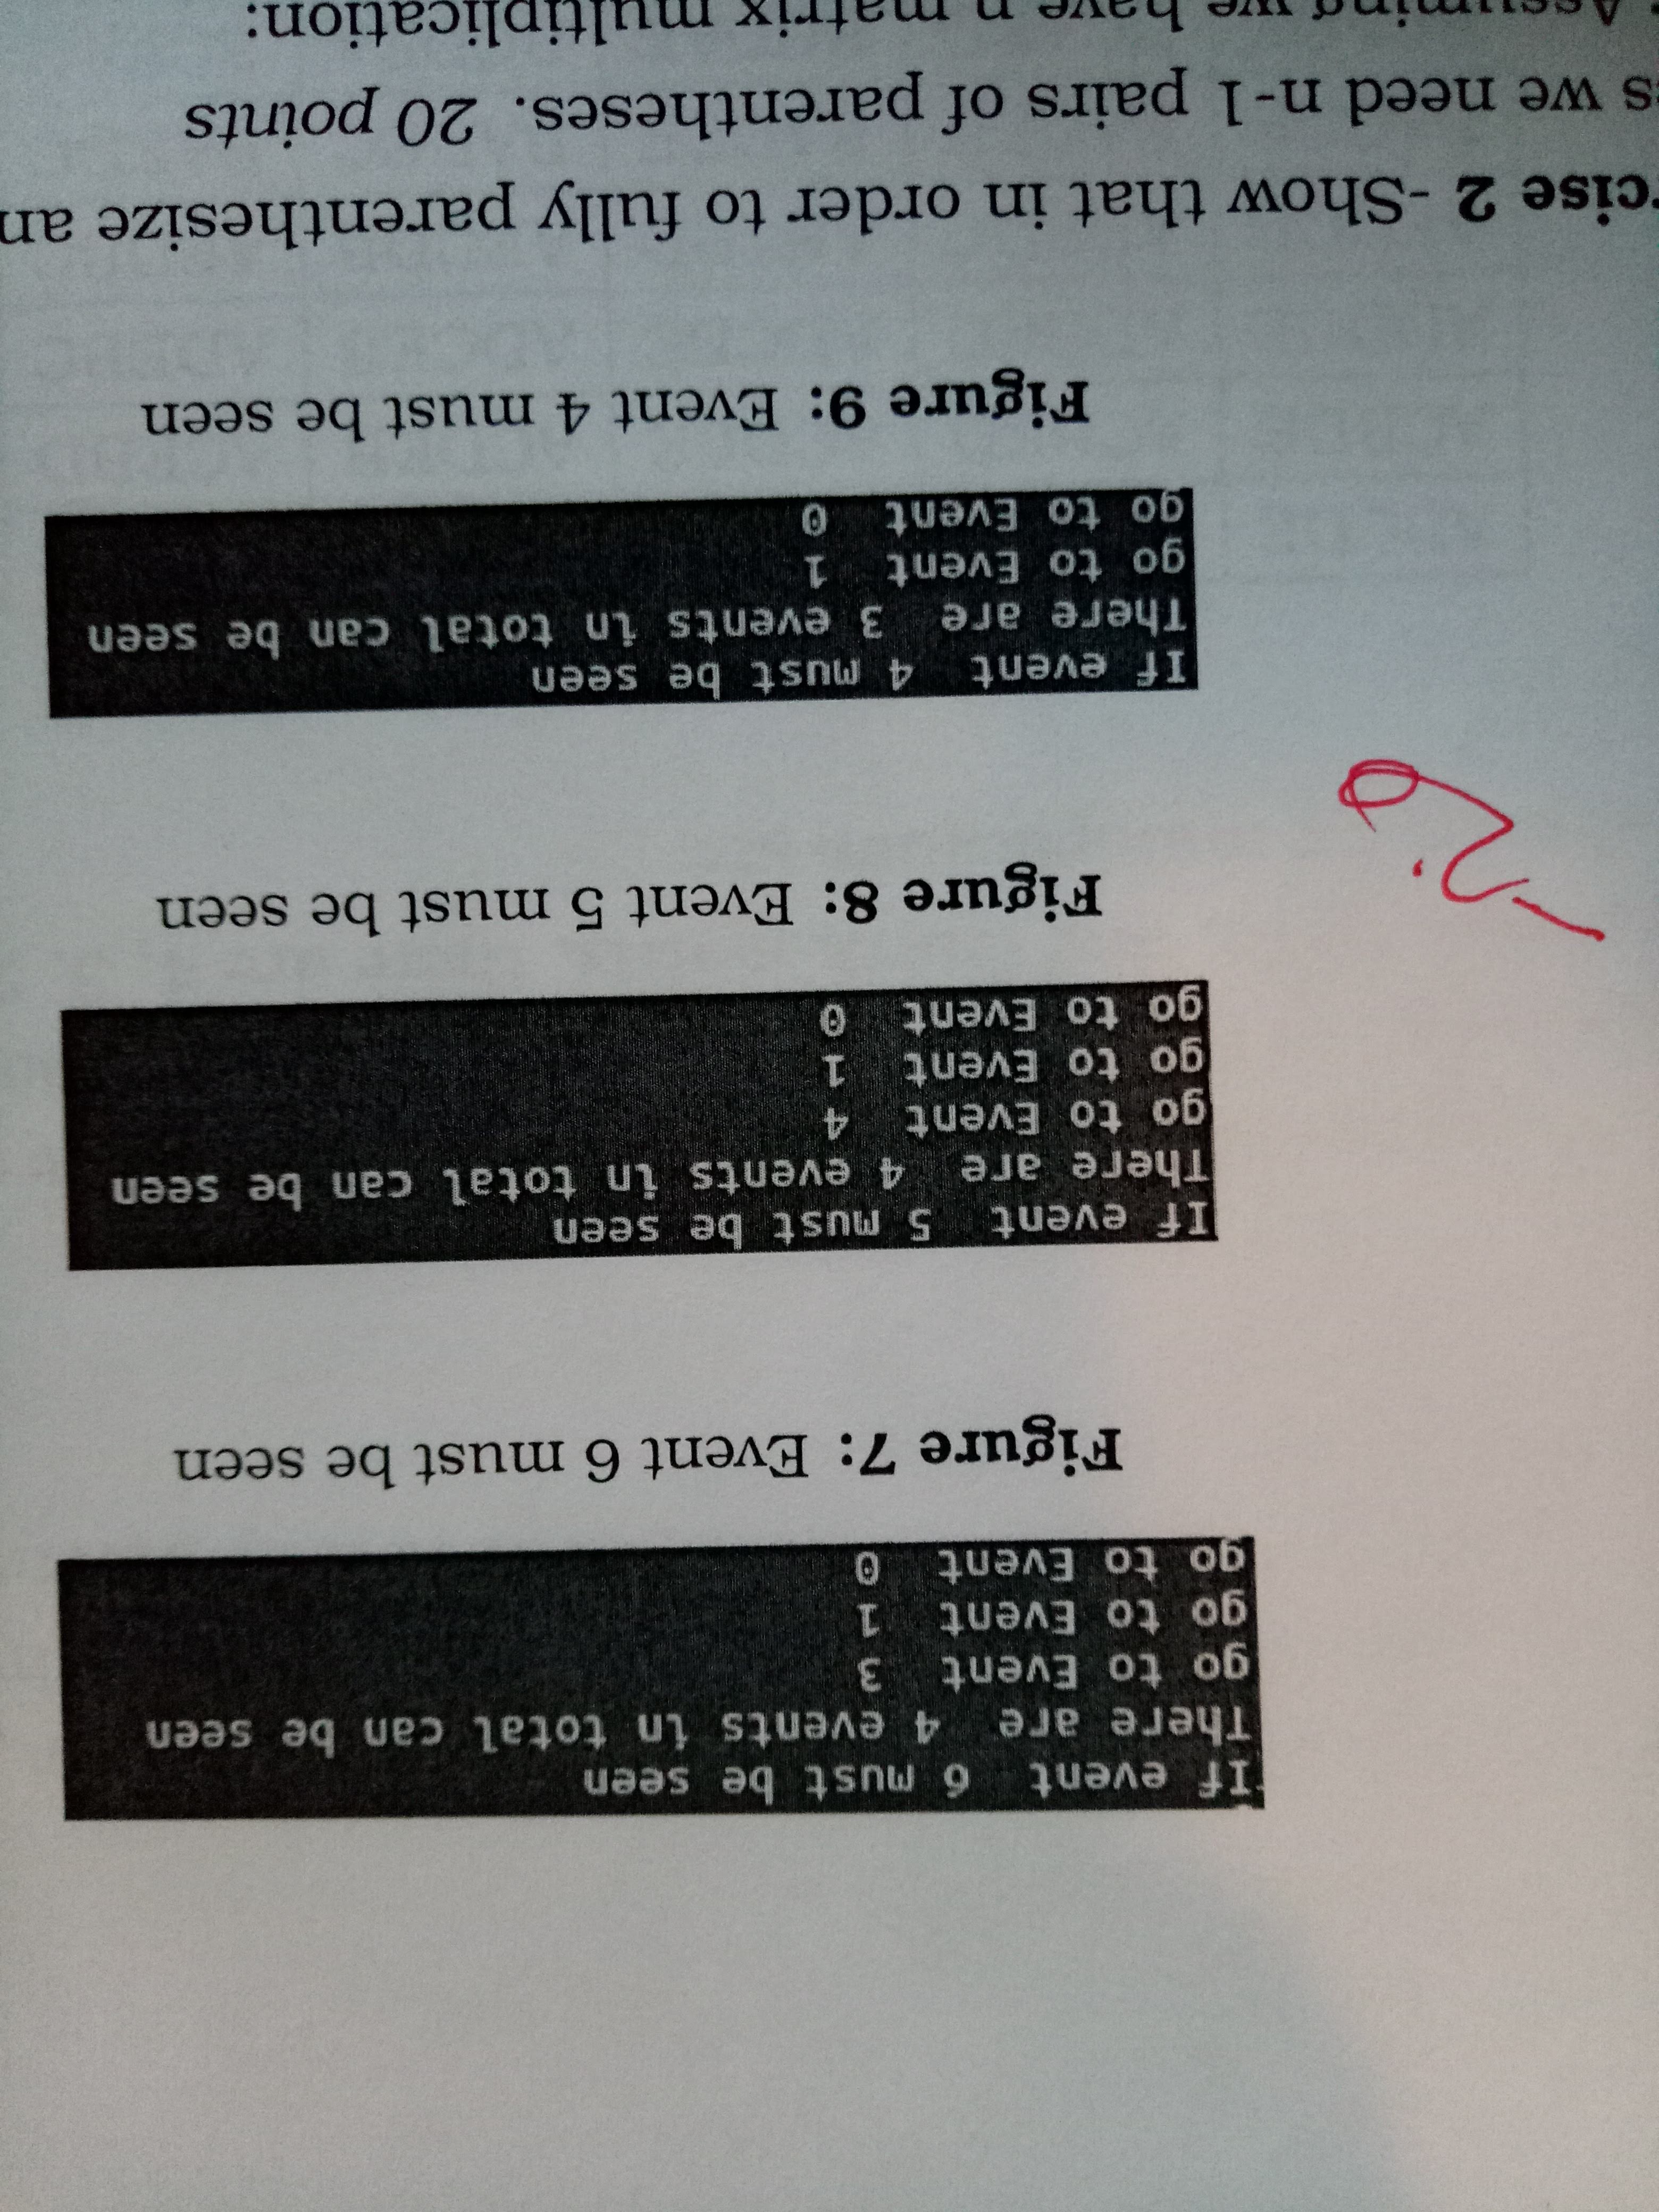 If event 6 must be seen
There are 4 events in total can be seen
go to Event 3
go to Event 1
go to Event 0
Figure 7: Event 6 must be seen
If event 5 must be seen
There are 4 events in total can be seen
go to Event 4
go to Event 1
go to Event 0
Figure 8: Event 5 must be seen
If event 4 must be seen
There are 3 events in total can be seen
go to Event 1
go to Event 0
Figure 9: Event 4 must be seen
rcise 2 -Show that in order to fully parenthesize an
s we need n-1 pairs of parentheses. 20 points
Assuming we have n matrix multiplication: